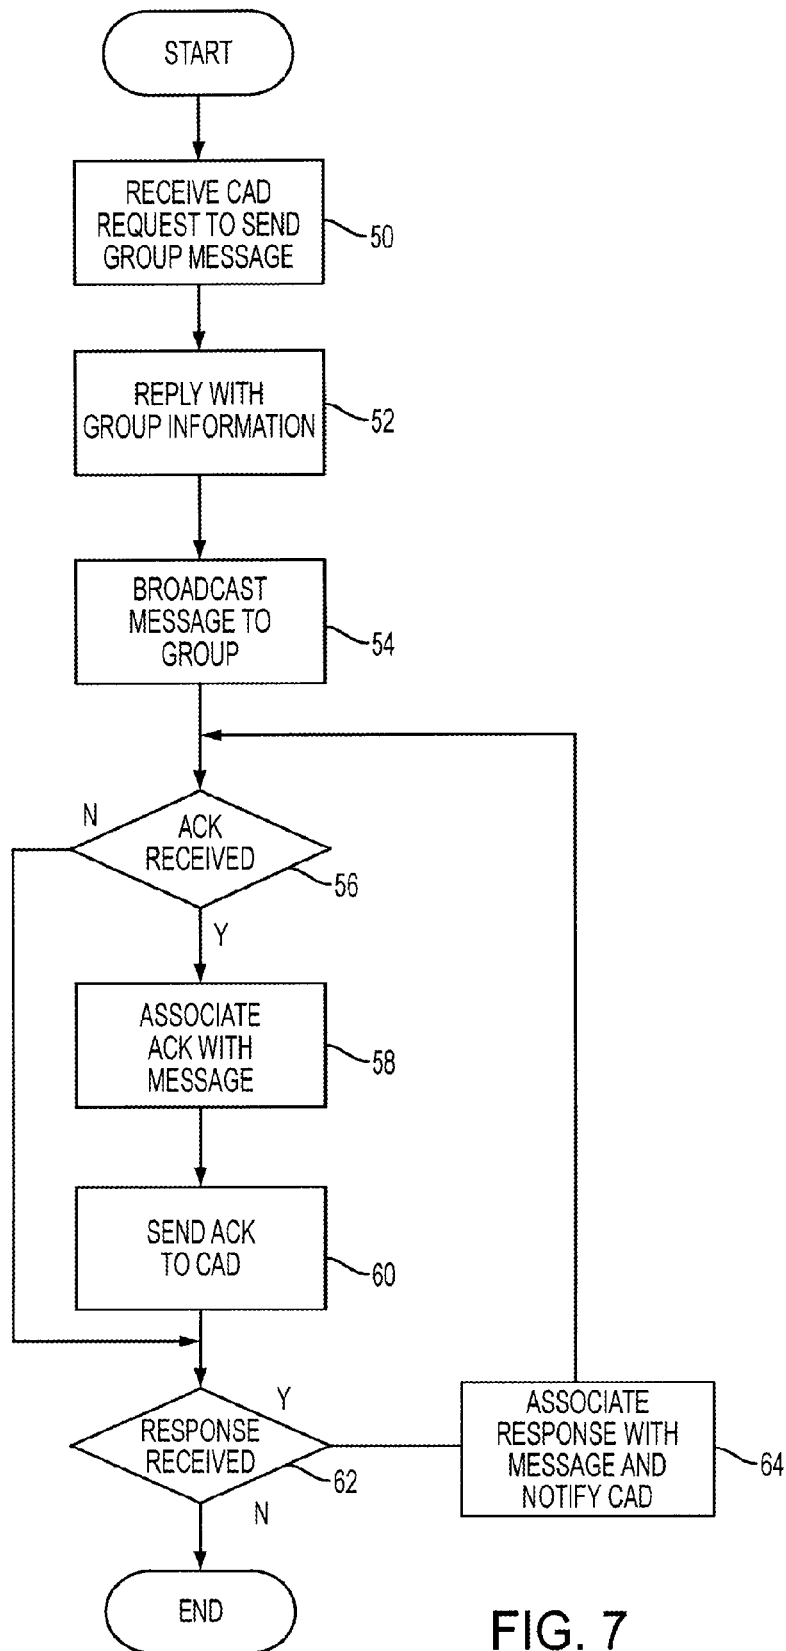 START
RECEIVE CAD
REQUEST TO SEND
GROUP MESSAGE
50
REPLY WITH
GROUP INFORMATION
52
BROADCAST
MESSAGE TO
GROUP
54
N
ACK
RECEIVED
56
Y
ASSOCIATE
ACK WITH
MESSAGE
58
SEND ACK
TO CAD
60
Y
RESPONSE
RECEIVED
62
N
ASSOCIATE
RESPONSE WITH
MESSAGE AND
NOTIFY CAD
64
END
FIG. 7